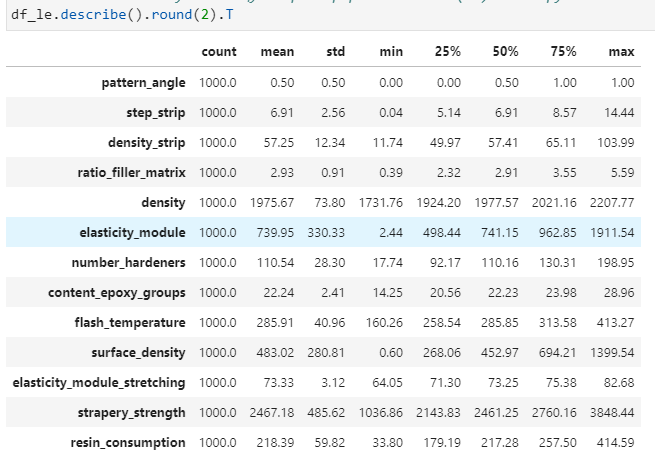 df_le.describe().round(2).T
count mean std min 25% 50% 75% max
pattern_angle 1000.0 0.50 0.50 0.00 0.00 0.50 1.00 1.00
step_strip 1000.0 6.91 2.56 0.04 5.14 6.91 8.57 14.44
density_strip 1000.0 57.25 12.34 11.74 49.97 57.41 65.11 103.99
ratio_filler_matrix 1000.0 2.93 0.91 0.39 2.32 2.91 3.55 5.59
density 1000.0 1975.67 73.80 1731.76 1924.20 1977.57 2021.16 2207.77
elasticity_module 1000.0 739.95 330.33 2.44 498.44 741.15 962.85 1911.54
number_hardeners 1000.0 110.54 28.30 17.74 92.17 110.16 130.31 198.95
content_epoxy_groups 1000.0 22.24 2.41 14.25 20.56 22.23 23.98 28.96
flash_temperature 1000.0 285.91 40.96 160.26 258.54 285.85 313.58 413.27
surface_density 1000.0 483.02 280.81 0.60 268.06 452.97 694.21 1399.54
elasticity_module_stretching 1000.0 73.33 3.12 64.05 71.30 73.25 75.38 82.68
strapery_strength 1000.0 2467.18 485.62 1036.86 2143.83 2461.25 2760.16 3848.44
resin_consumption 1000.0 218.39 59.82 33.80 179.19 217.28 257.50 414.59